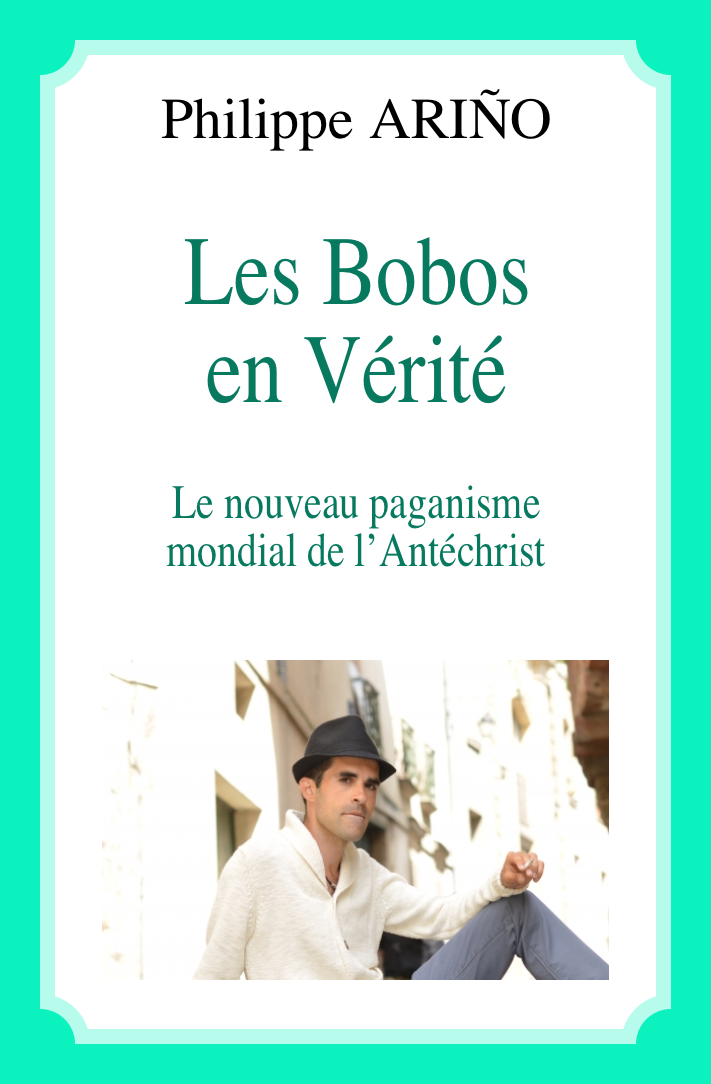 Philippe ARIÑO
Les Bobos
en Vérité
Le nouveau paganisme
mondial de l’Antéchrist